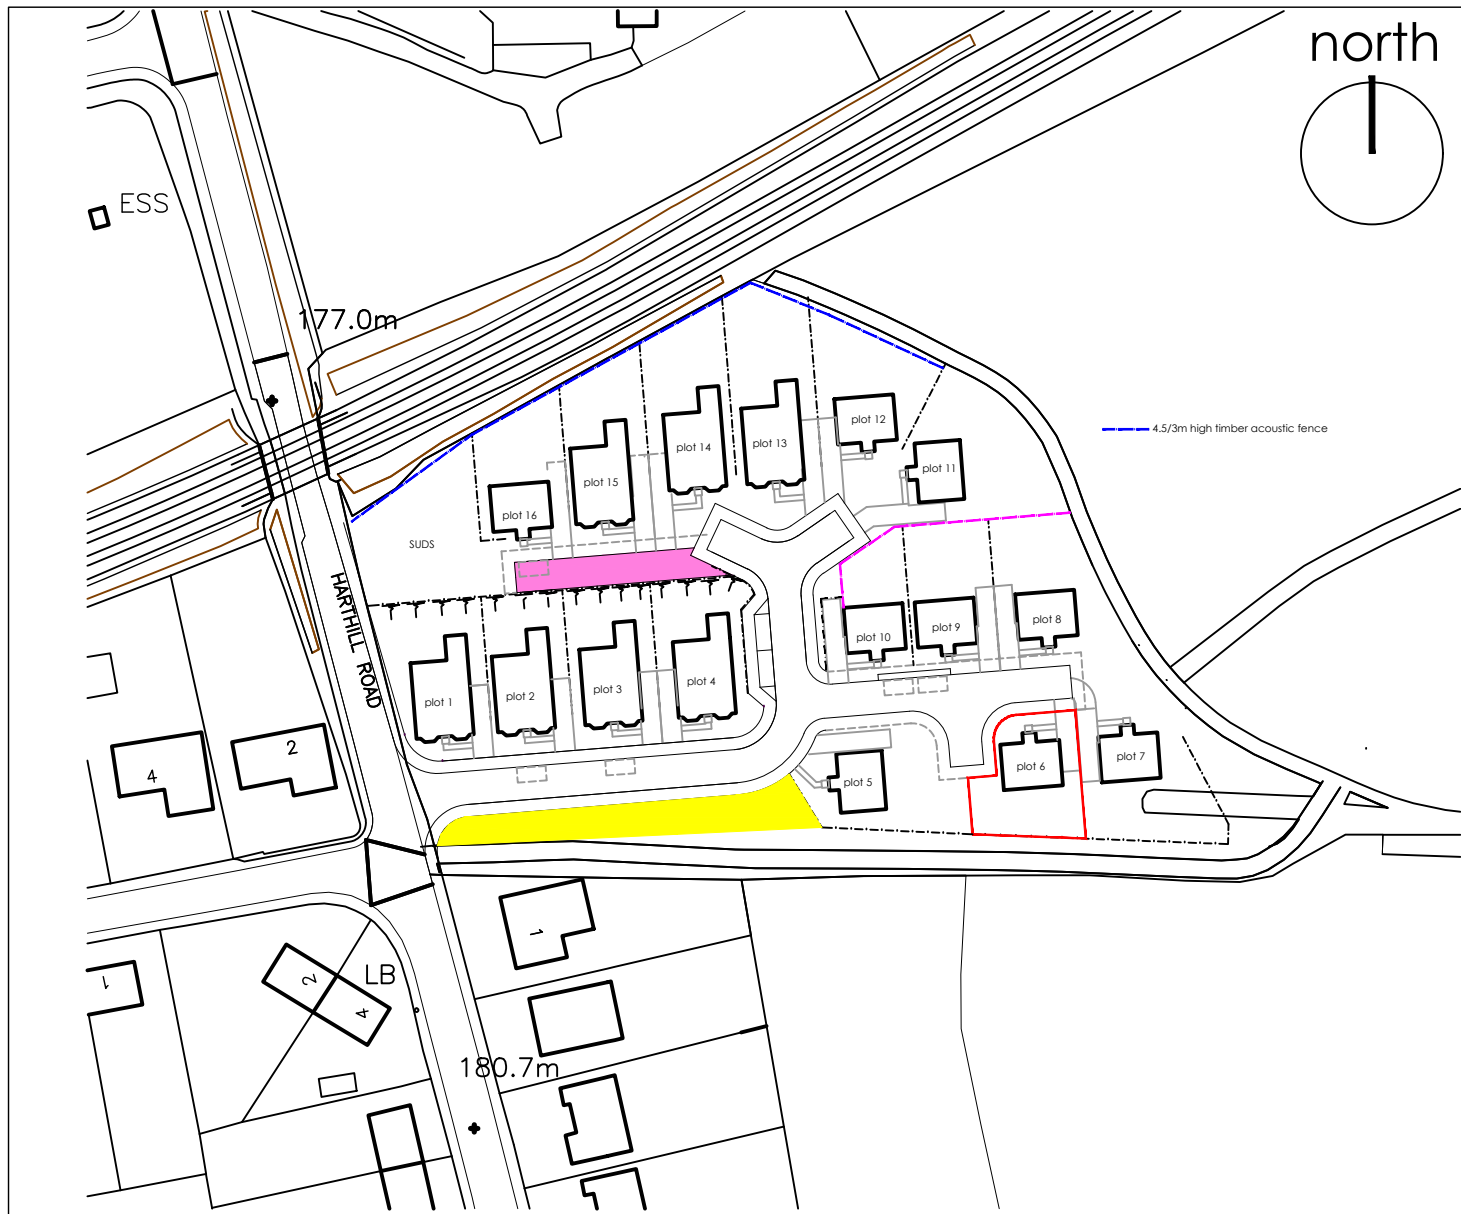 north
ESS
177.0m
4.5/3m high timber acoustic fence
plot 12
plot 13
plot 14
plot 11
plot 15
plot 16
SUDS
HARTHILL ROAD
plot 8
plot 9
plot 10
plot 4
plot 3
plot 2
plot 1
2
4
plot 7
plot 6
plot 5
1
LB
2
4
1
180.7m